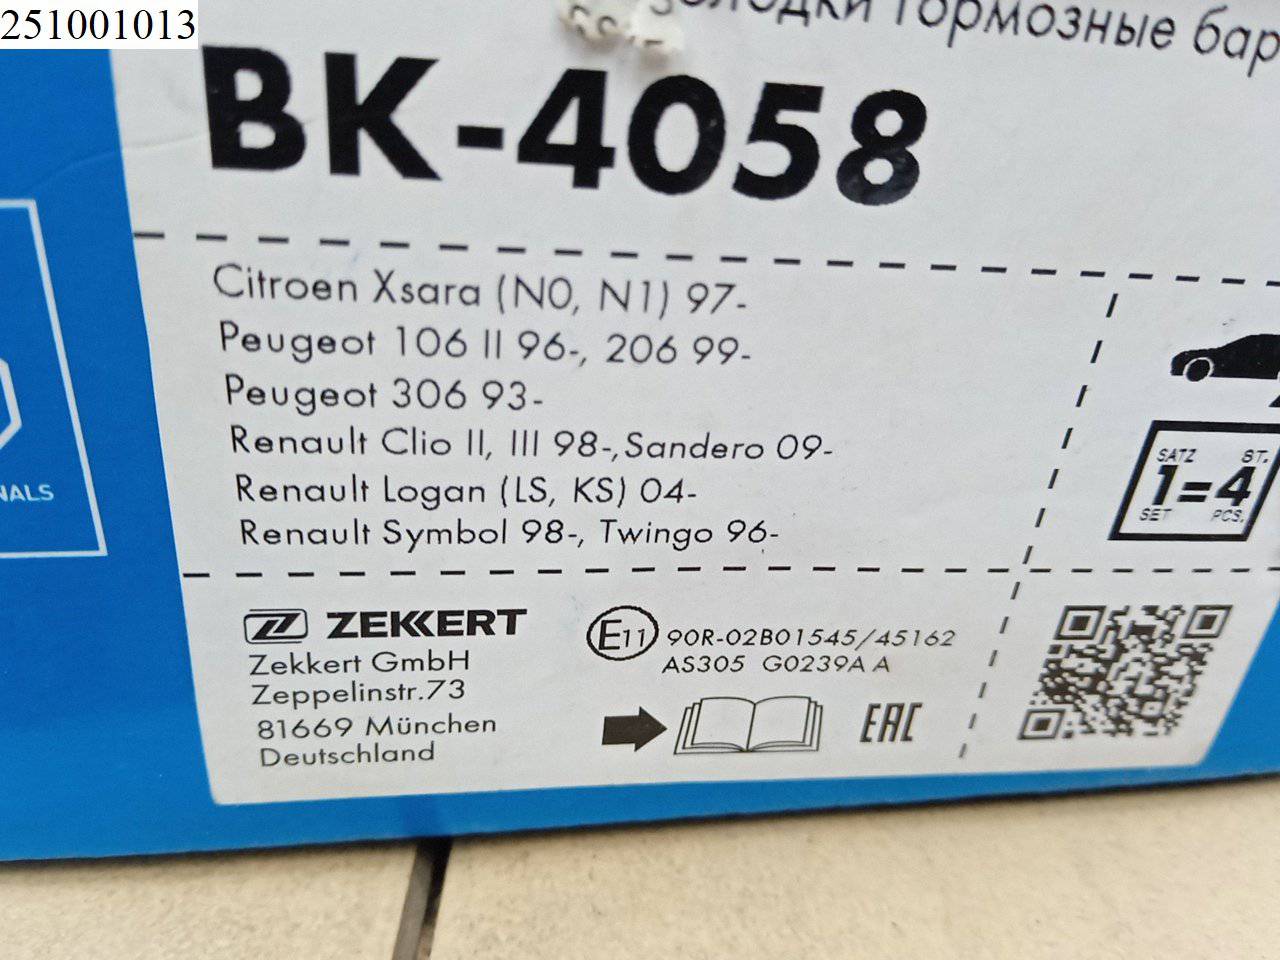 251001013
тормозные
BK-4058
Citroen Xsara (N0, N1) 97-
Peugeot 106 II 96-, 206 99-
Peugeot 306 93-
Renault Clio II, III 98-,Sandero 09-
Renault Logan (LS, KS) 04-
Renault Symbol 98-, Twingo 96-
SATZ ST.
1=4
SET PCS.
ZEKKERT
Zekkert GmbH
Zeppelinstr.73
81669 München
Deutschland
E11 90R-02B01545/45162
AS305 G0239A A
EAC